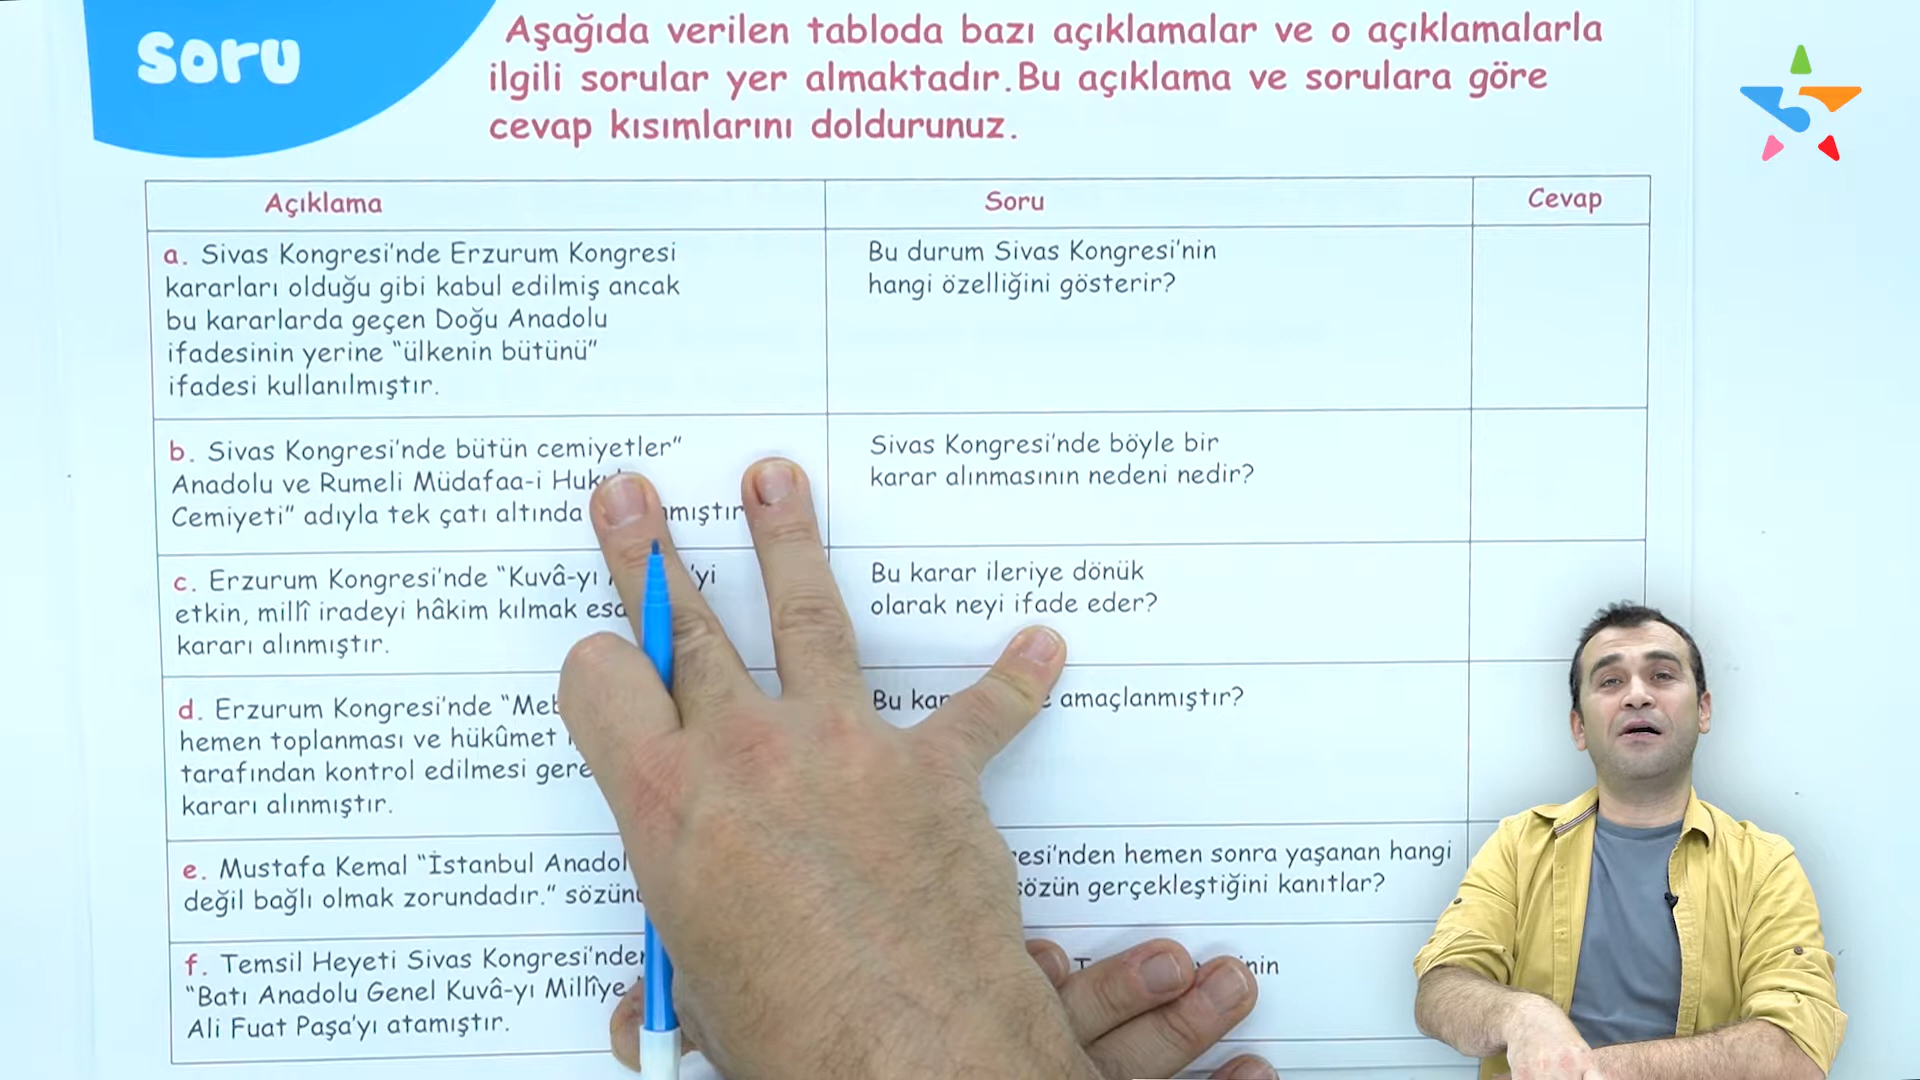 Soru
Aşağıda verilen tabloda bazı açıklamalar ve o açıklamalarla
ilgili sorular yer almaktadır. Bu açıklama ve sorulara göre
cevap kısımlarını doldurunuz.
Açıklama
Soru
Cevap
a. Sivas Kongresi'nde Erzurum Kongresi
kararları olduğu gibi kabul edilmiş ancak
bu kararlarda geçen Doğu Anadolu
ifadesinin yerine "ülkenin bütünü"
ifadesi kullanılmıştır.
Bu durum Sivas Kongresi'nin
hangi özelliğini gösterir?
b. Sivas Kongresi'nde bütün cemiyetler"
Anadolu ve Rumeli Müdafaa-i
Cemiyeti" adıyla tek çatı altında
Sivas Kongresi'nde böyle bir
karar alınmasının nedeni nedir?
c. Erzurum Kongresi'nde "Kuvâ-yı
etkin, millî iradeyi hâkim kılmak
kararı alınmıştır.
Bu karar ileriye dönük
olarak neyi ifade eder?
d. Erzurum Kongresi'nde
hemen toplanması ve hükûmet
tarafından kontrol edilmesi
kararı alınmıştır.
Bu amaçlanmıştır?
e. Mustafa Kemal "İstanbul
değil bağlı olmak zorundadır."
hemen sonra yaşanan hangi
sözün gerçekleştiğini kanıtlar?
f. Temsil Heyeti Sivas
"Batı Anadolu Genel Kuvâ-yı Millîye
Ali Fuat Paşa'yı atamıştır.